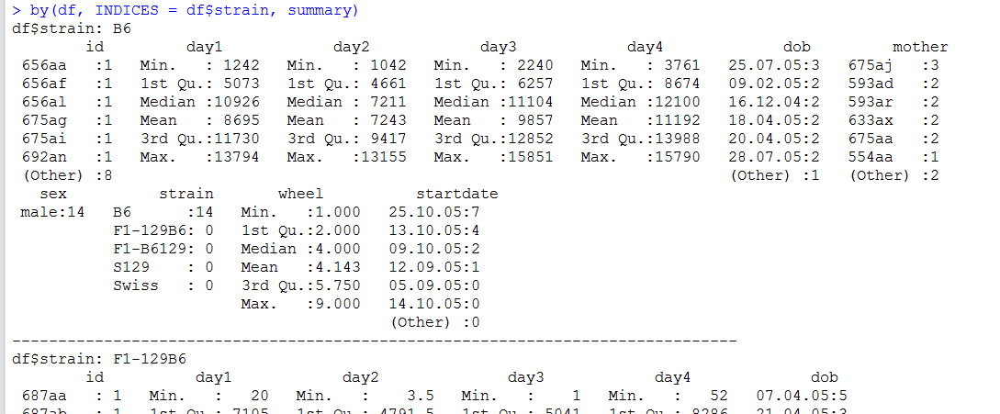 > by(df, INDICES = df$strain, summary)
df$strain: B6
id day1 day2 day3 day4 dob mother
656aa :1 Min. : 1242 Min. : 1042 Min. : 2240 Min. : 3761 25.07.05:3 675aj :3
656af :1 1st Qu.: 5073 1st Qu.: 4661 1st Qu.: 6257 1st Qu.: 8674 09.02.05:2 593ad :2
656al :1 Median :10926 Median : 7211 Median :11104 Median :12100 16.12.04:2 593ar :2
675ag :1 Mean : 8695 Mean : 7243 Mean : 9857 Mean :11192 18.04.05:2 633ax :2
675ai :1 3rd Qu.:11730 3rd Qu.: 9417 3rd Qu.:12852 3rd Qu.:13988 20.04.05:2 675aa :2
692an :1 Max. :13794 Max. :13155 Max. :15851 Max. :15790 28.07.05:2 554aa :1
(Other) :8 (Other) :1 (Other) :2
sex strain wheel startdate
male:14 B6 :14 Min. :1.000 25.10.05:7
F1-129B6: 0 1st Qu.:2.000 13.10.05:4
F1-B6129: 0 Median :4.000 09.10.05:2
S129 : 0 Mean :4.143 12.09.05:1
Swiss : 0 3rd Qu.:5.750 05.09.05:0
Max. :9.000 14.10.05:0
(Other) :0
-------------------------------------------------------------------------------
df$strain: F1-129B6
id day1 day2 day3 day4 dob
687aa : 1 Min. : 20 Min. : 3.5 Min. : 1 Min. : 52 07.04.05:5
687ab : 1 1st Qu.: 7105 1st Qu.: 4791.5 1st Qu.: 5041 1st Qu.: 8286 21.04.05:3